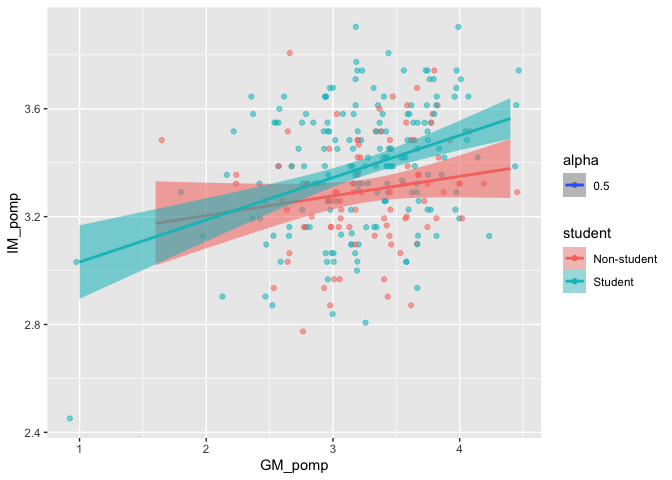 3.6
3.2
2.8
2.4
IM_pomp
1 2 3 4
GM_pomp
alpha
0.5
student
Non-student
Student